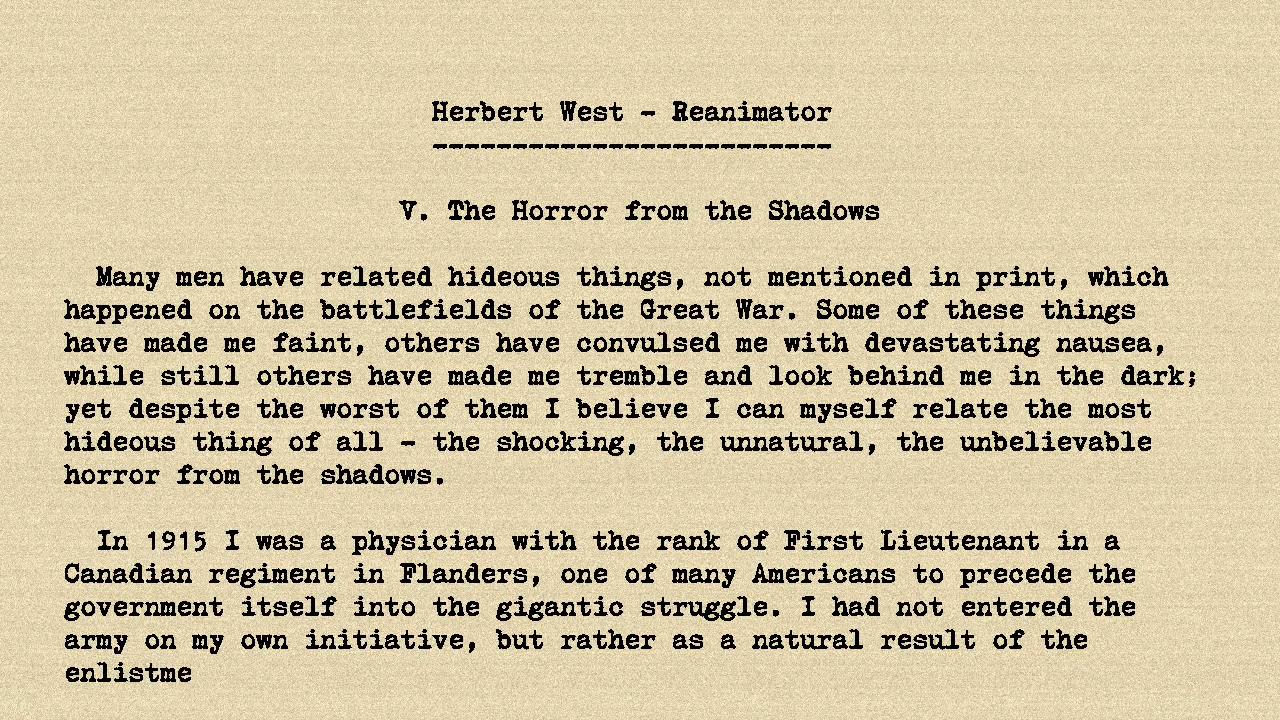 Herbert West - Reanimator
-------------------------
V. The Horror from the Shadows
Many men have related hideous things, not mentioned in print, which
happened on the battlefields of the Great War. Some of these things
have made me faint, others have convulsed me with devastating nausea,
while still others have made me tremble and look behind me in the dark;
yet despite the worst of them I believe I can myself relate the most
hideous thing of all - the shocking, the unnatural, the unbelievable
horror from the shadows.
In 1915 I was a physician with the rank of First Lieutenant in a
Canadian regiment in Flanders, one of many Americans to precede the
government itself into the gigantic struggle. I had not entered the
army on my own initiative, but rather as a natural result of the
enlistme